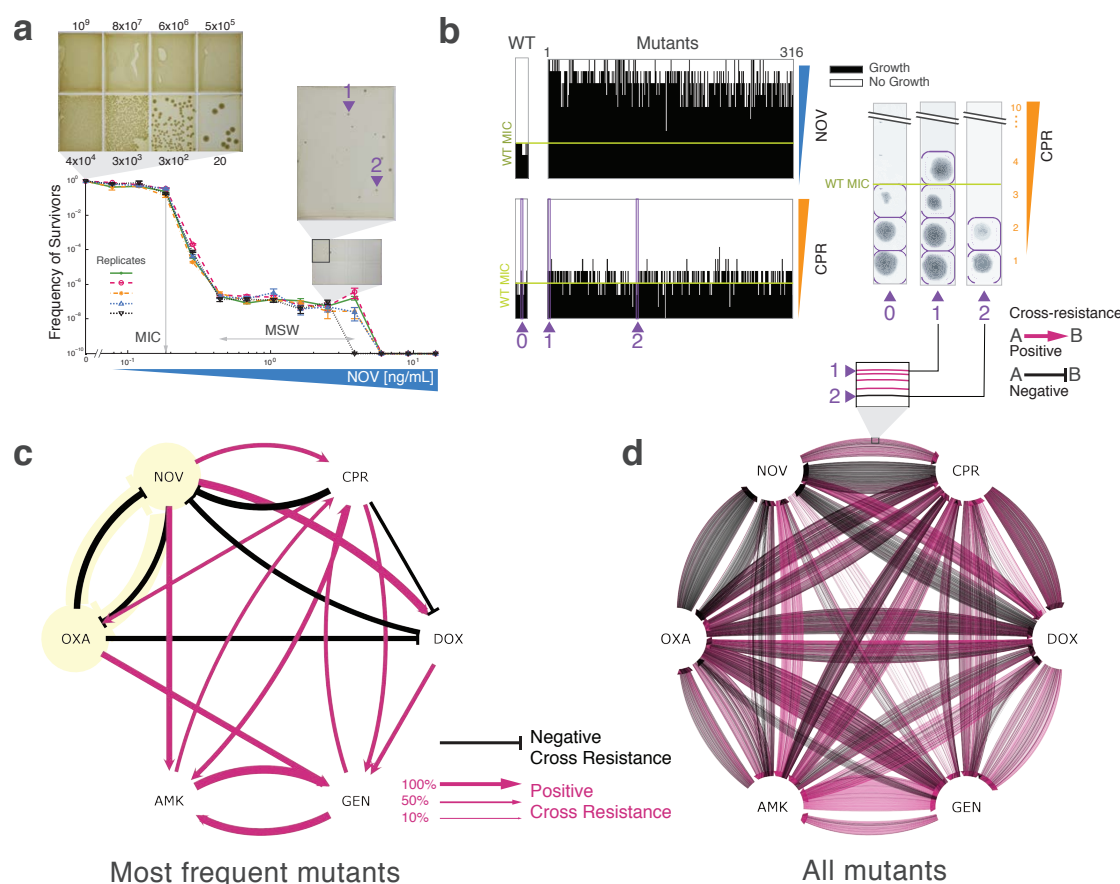 a
10⁹ 8x10⁷ 6x10⁶ 5x10⁵
4x10⁴ 3x10³ 3x10² 20
1
2
Frequency of Survivors
10⁰
10⁻²
10⁻⁴
10⁻⁶
10⁻⁸
10⁻¹⁰
Replicates
MIC
MSW
0 10⁻¹ 10⁰ 10¹
NOV [ng/mL]
b
WT Mutants
1 316
WT MIC
NOV
WT MIC
CPR
0 1 2
Growth
No Growth
WT MIC
10
4
3
2
1
CPR
0 1 2
Cross-resistance
A B
Positive
A B
Negative
1
2
c
NOV CPR
OXA DOX
AMK GEN
Negative
Cross Resistance
100%
50%
10%
Positive
Cross Resistance
Most frequent mutants
d
NOV CPR
OXA DOX
AMK GEN
All mutants